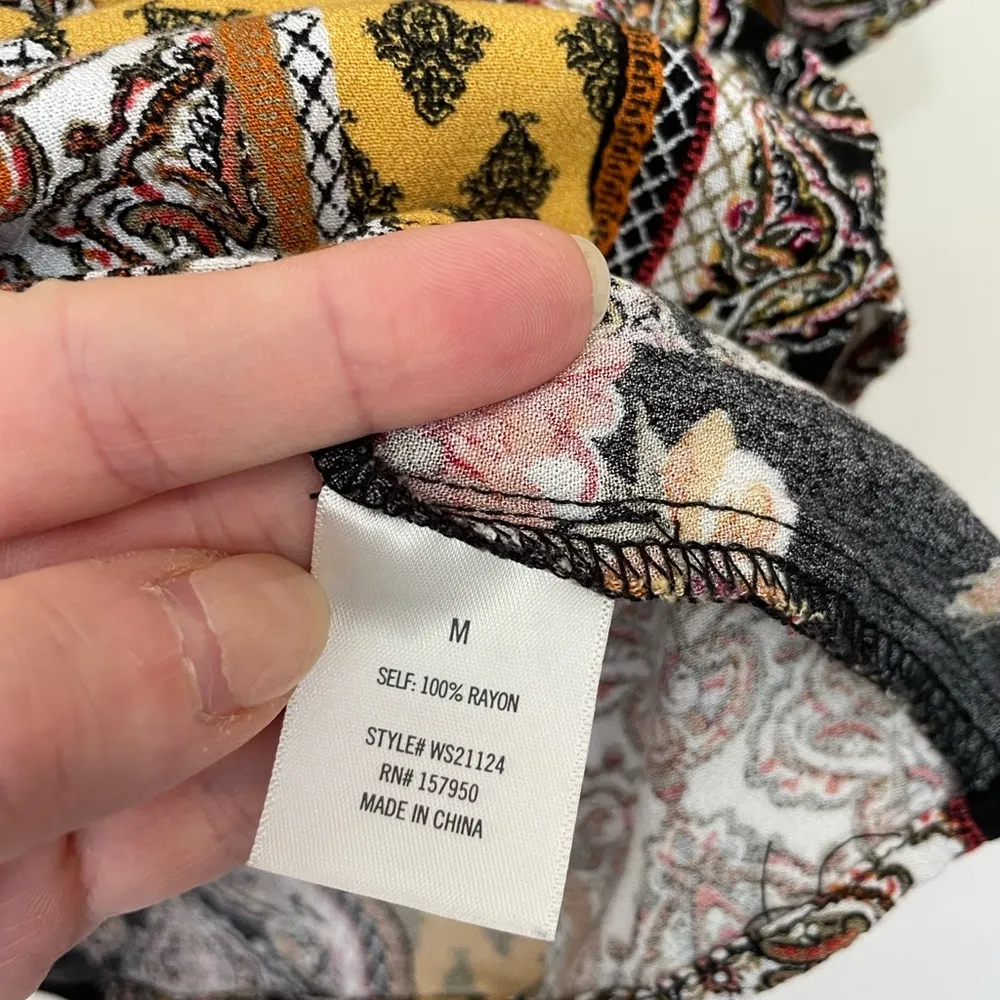 M
SELF: 100% RAYON
STYLE# WS21124
RN# 157950
MADE IN CHINA